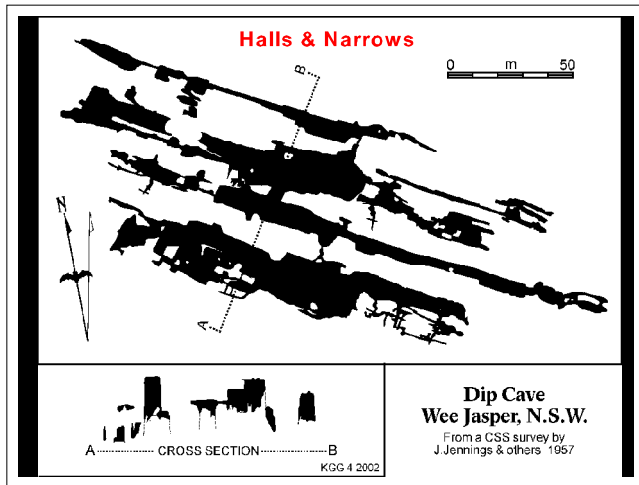 Halls & Narrows
0 m 50
B
N
A
A CROSS SECTION B
KGG 4 2002
Dip Cave
Wee Jasper, N.S.W.
From a CSS survey by
J.Jennings & others 1957